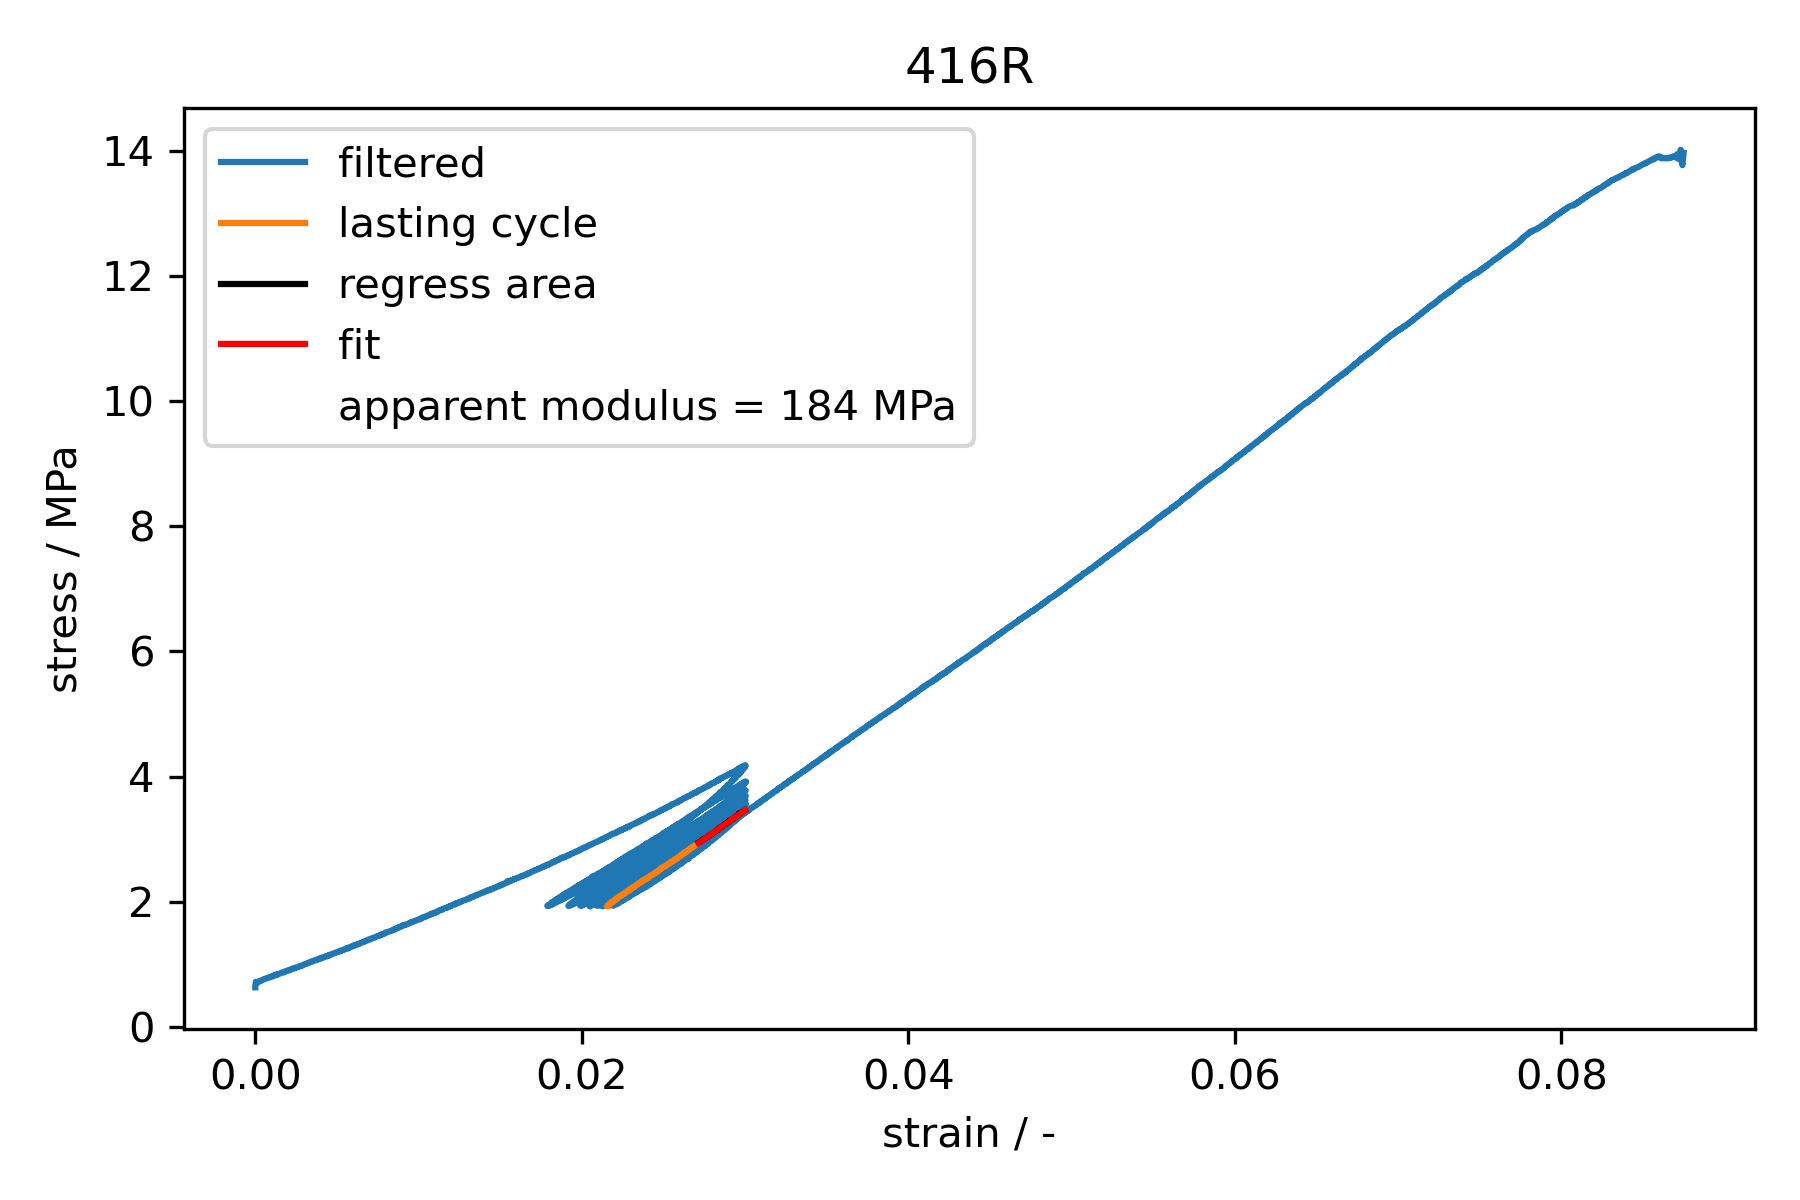 416R
filtered
lasting cycle
regress area
fit
apparent modulus = 184 MPa
14
12
10
8
6
4
2
0
stress / MPa
0.00 0.02 0.04 0.06 0.08
strain / -